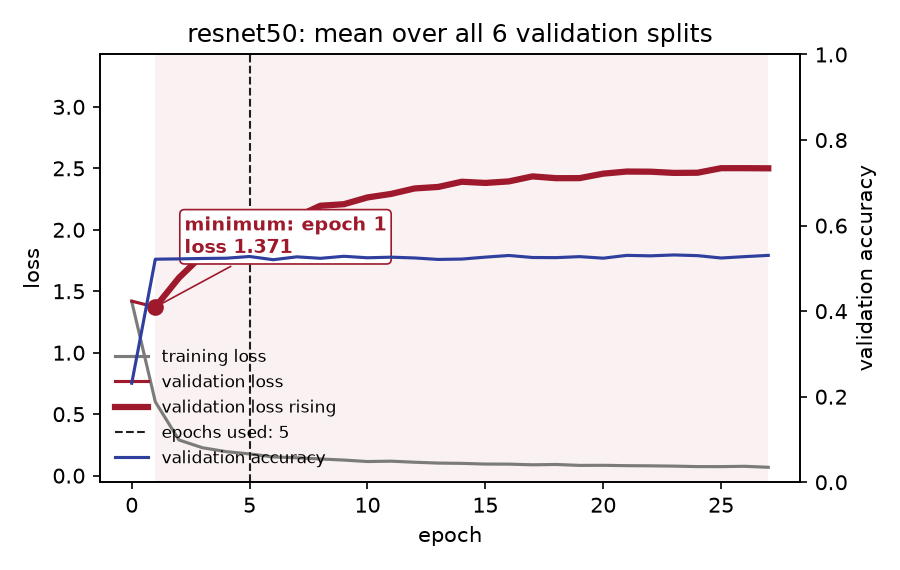 resnet50: mean over all 6 validation splits
3.0
2.5
2.0
1.5
1.0
0.5
0.0
loss
1.0
0.8
0.6
0.4
0.2
0.0
validation accuracy
minimum: epoch 1
loss 1.371
training loss
validation loss
validation loss rising
epochs used: 5
validation accuracy
0 5 10 15 20 25
epoch